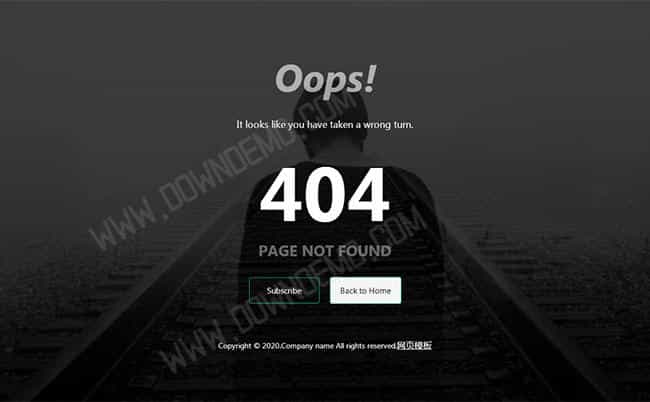 Oops!
It looks like you have taken a wrong turn.
404
PAGE NOT FOUND
Subscribe
Back to Home
Copyright © 2020.Company name All rights reserved.网页模板
WWW.DOWNDEMO.COM
WWW.DOWNDEMO.COM